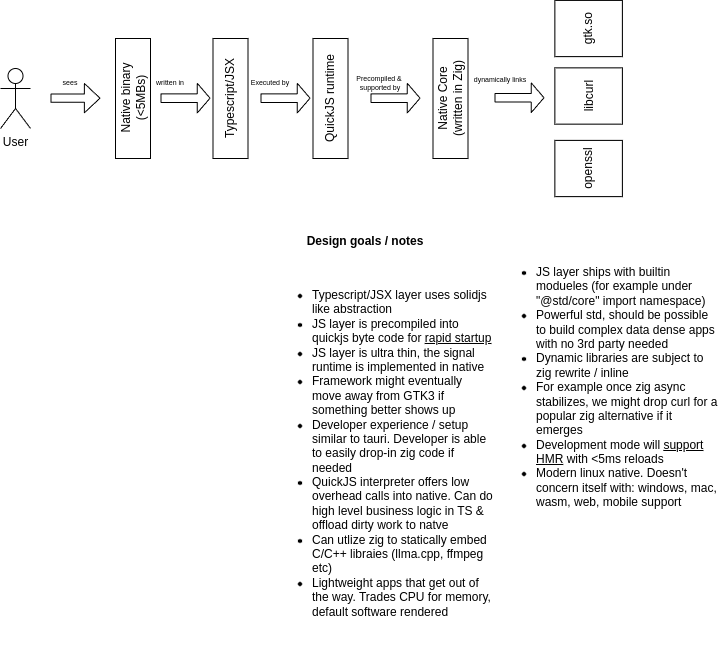 User
sees
Native binary
(<5MBs)
written in
Typescript/JSX
Executed by
QuickJS runtime
Precompiled &
supported by
Native Core
(written in Zig)
dynamically links
gtk.so
libcurl
openssl
Design goals / notes
Typescript/JSX layer uses solidjs
like abstraction
JS layer is precompiled into
quickjs byte code for rapid startup
JS layer is ultra thin, the signal
runtime is implemented in native
Framework might eventually
move away from GTK3 if
something better shows up
Developer experience / setup
similar to tauri. Developer is able
to easily drop-in zig code if
needed
QuickJS interpreter offers low
overhead calls into native. Can do
high level business logic in TS &
offload dirty work to natve
Can utlize zig to statically embed
C/C++ libraies (llma.cpp, ffmpeg
etc)
Lightweight apps that get out of
the way. Trades CPU for memory,
default software rendered
JS layer ships with builtin
modueles (for example under
"@std/core" import namespace)
Powerful std, should be possible
to build complex data dense apps
with no 3rd party needed
Dynamic libraries are subject to
zig rewrite / inline
For example once zig async
stabilizes, we might drop curl for a
popular zig alternative if it
emerges
Development mode will support
HMR with <5ms reloads
Modern linux native. Doesn't
concern itself with: windows, mac,
wasm, web, mobile support